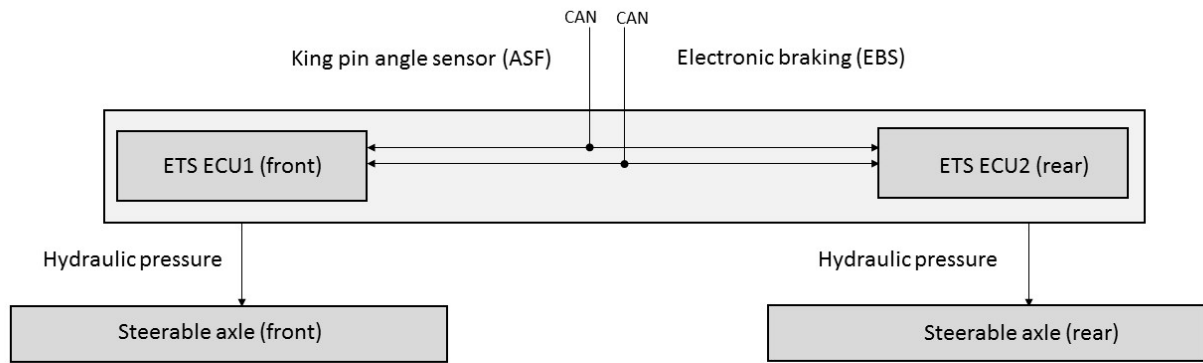 CAN CAN
King pin angle sensor (ASF) Electronic braking (EBS)
ETS ECU1 (front) ETS ECU2 (rear)
Hydraulic pressure Hydraulic pressure
Steerable axle (front) Steerable axle (rear)